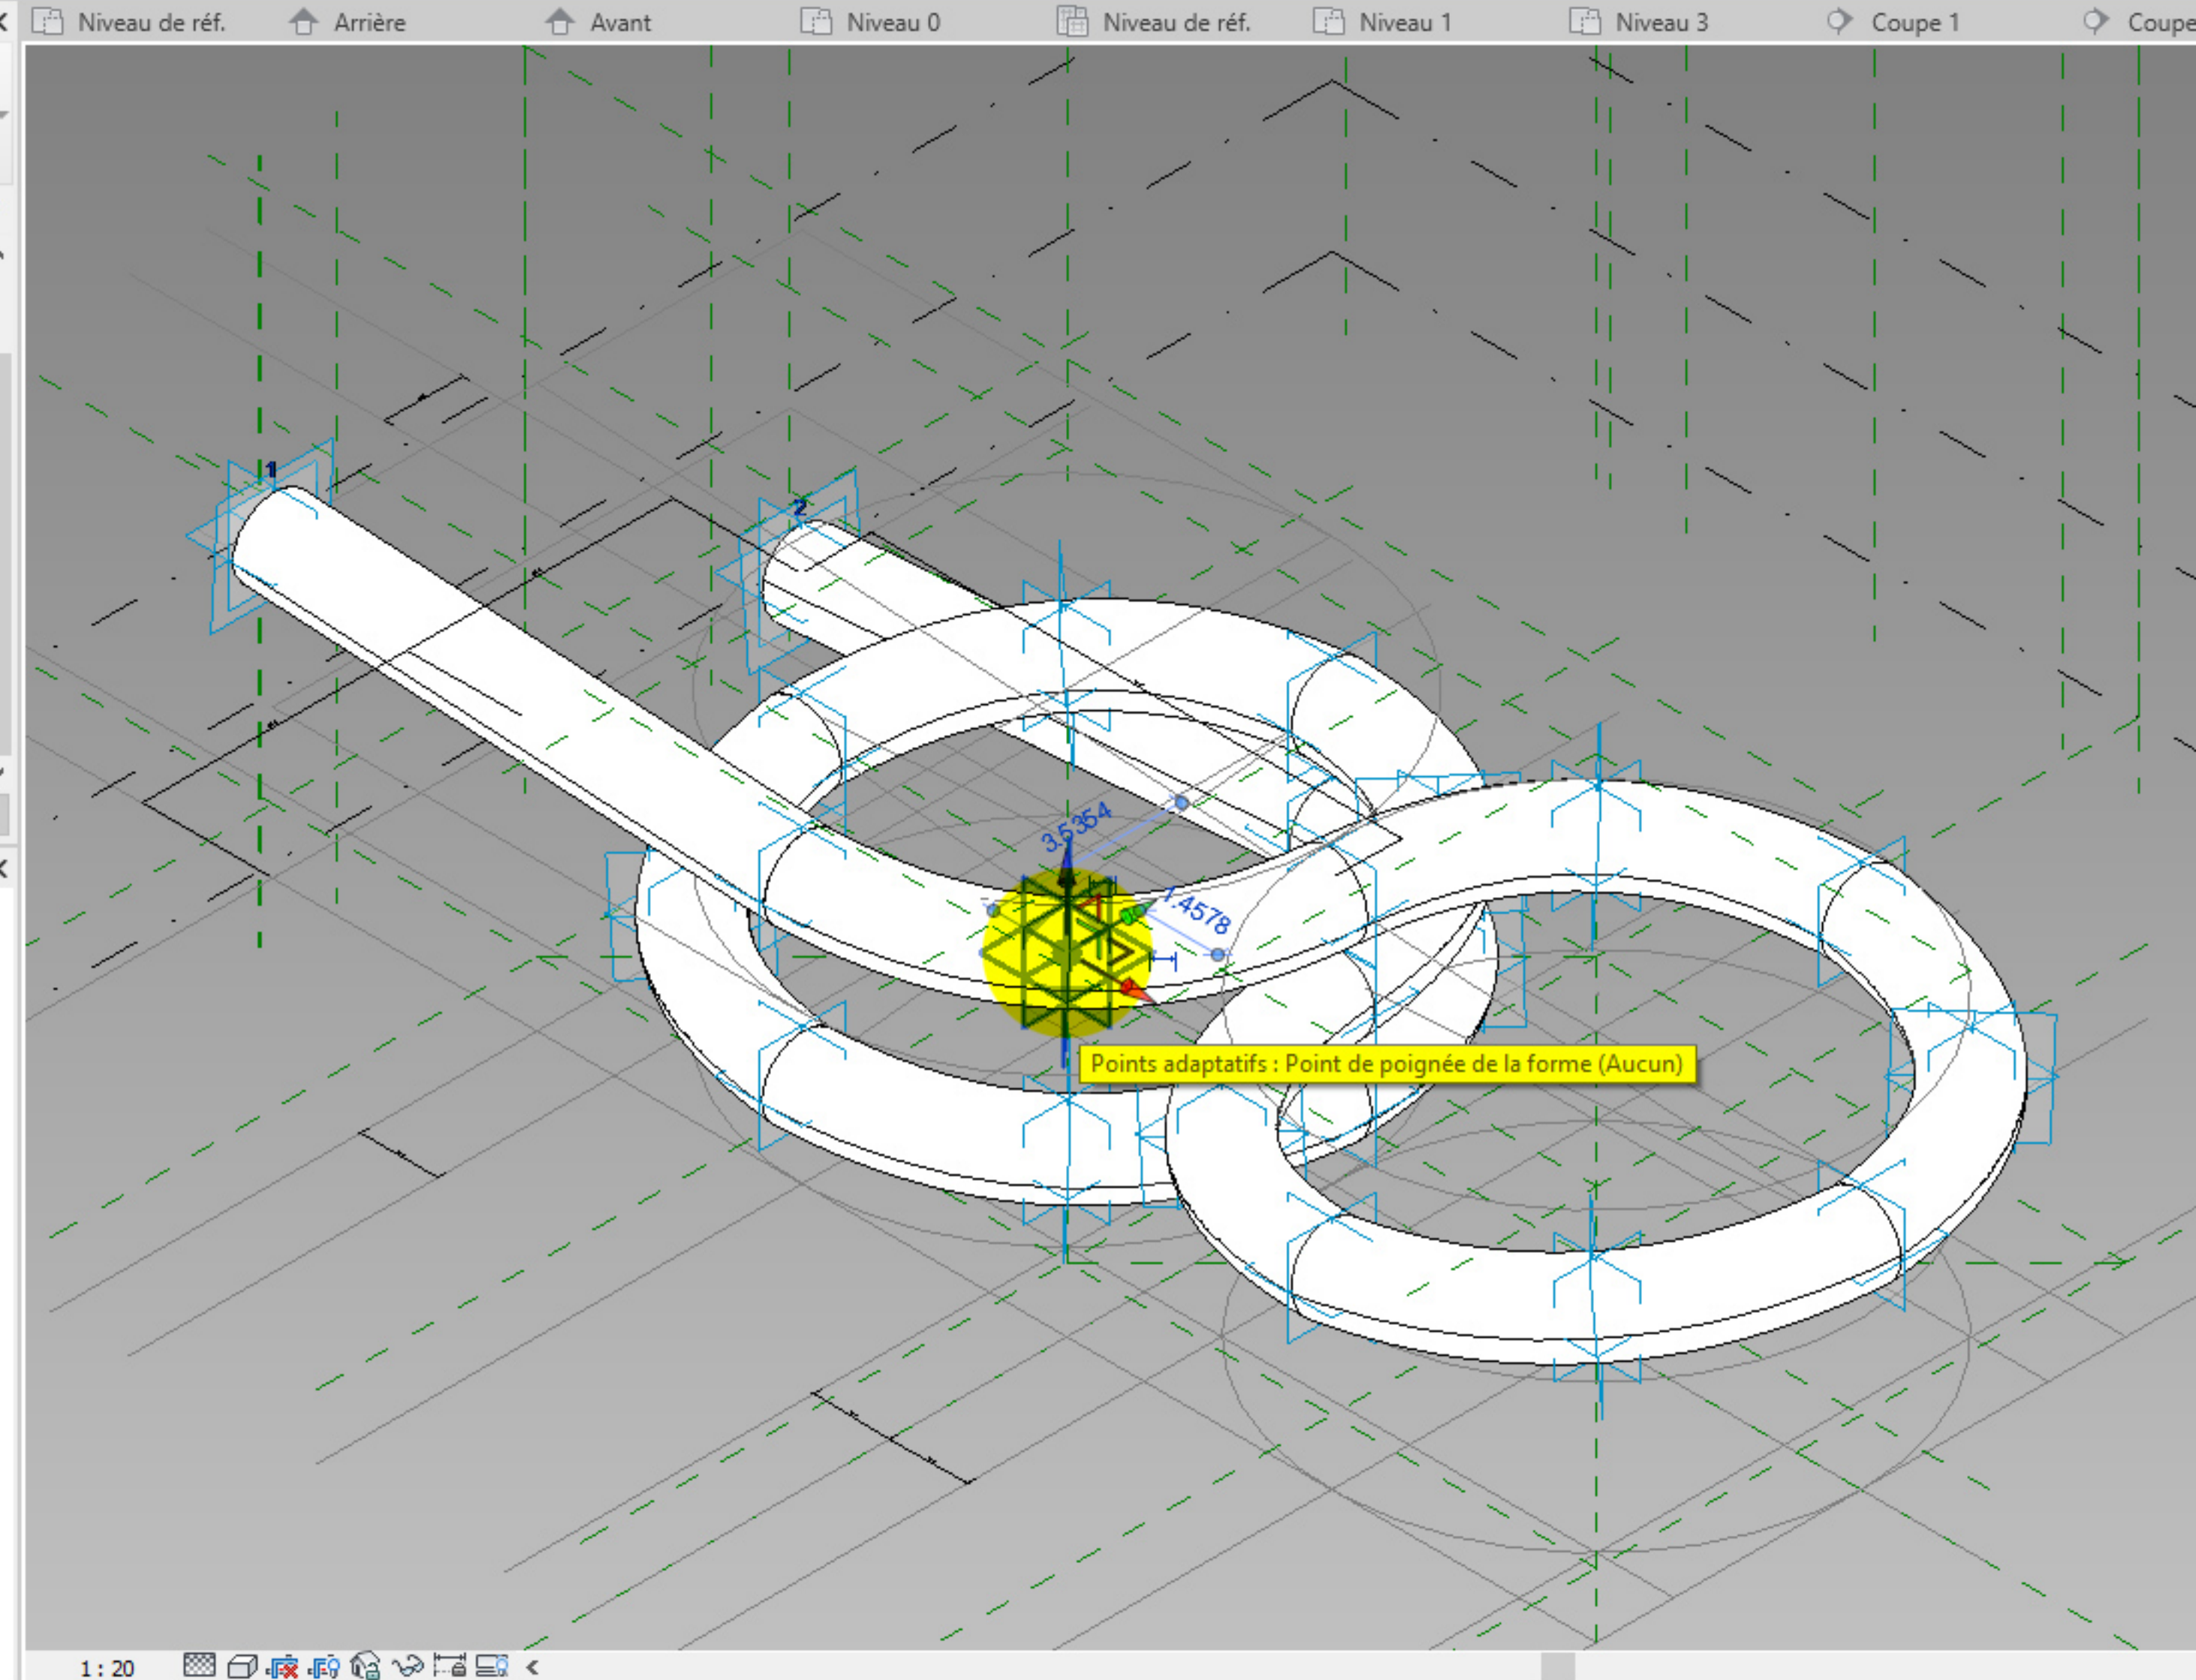 Niveau de réf.
Arrière
Avant
Niveau 0
Niveau de réf.
Niveau 1
Niveau 3
Coupe 1
Coupe
1
2
3.5354
1.4578
Points adaptatifs : Point de poignée de la forme (Aucun)
1 : 20